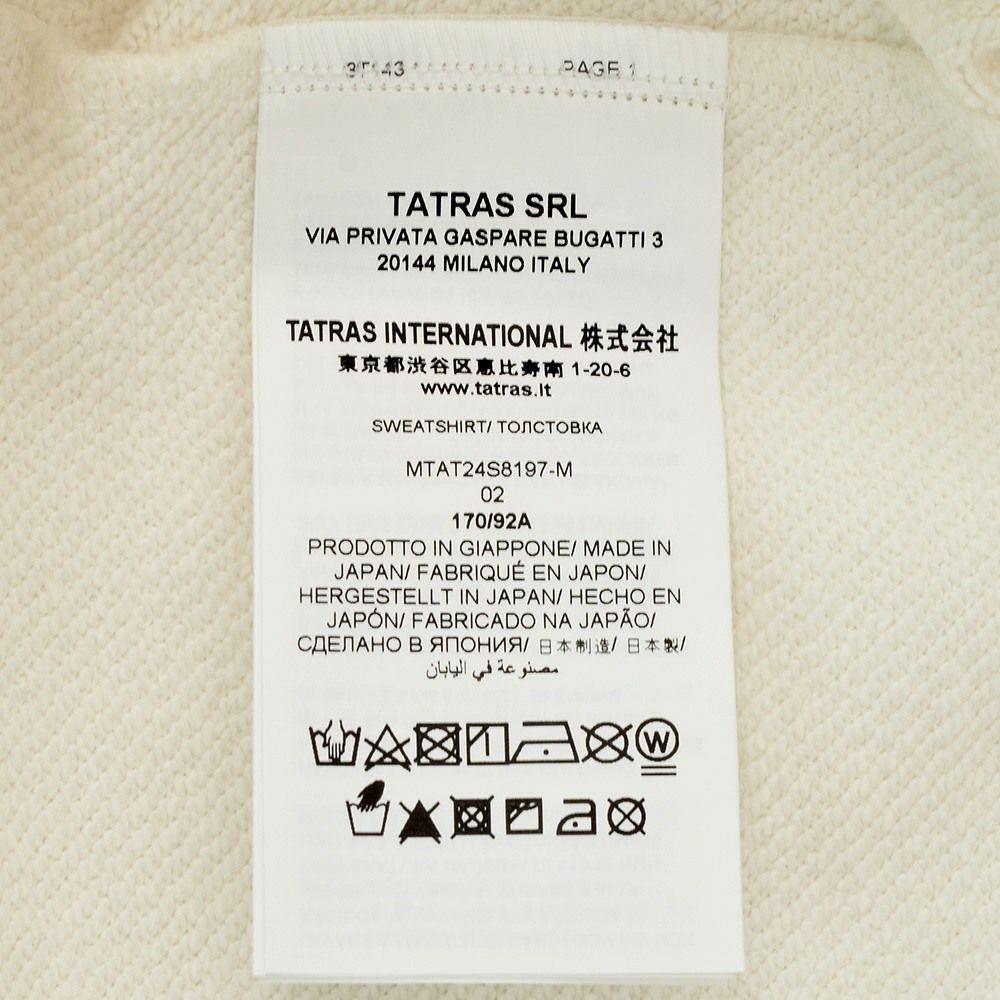 PAGE 1
TATRAS SRL
VIA PRIVATA GASPARE BUGATTI 3
20144 MILANO ITALY
TATRAS INTERNATIONAL 株式会社
東京都渋谷区恵比寿南 1-20-6
www.tatras.it
SWEATSHIRT/ ТОЛСТОВКА
MTAT24S8197-M
02
170/92A
PRODOTTO IN GIAPPONE/ MADE IN
JAPAN/ FABRIQUÉ EN JAPON/
HERGESTELLT IN JAPAN/ HECHO EN
JAPÓN/ FABRICADO NA JAPÃO/
СДЕЛАНО В ЯПОНИЯ/ 日本制造/ 日本製/
مصنوعة في اليابان
W